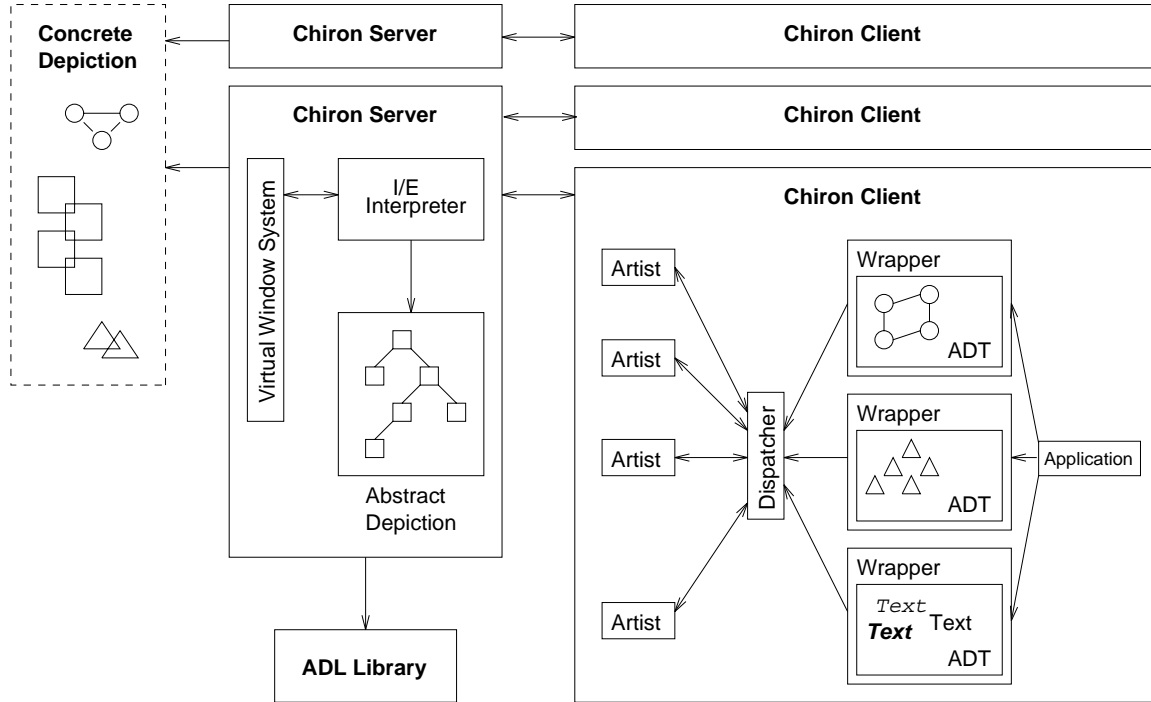 Concrete
Depiction
Chiron Server
Chiron Client
Chiron Server
Chiron Client
Virtual Window System
I/E
Interpreter
Abstract
Depiction
ADL Library
Chiron Client
Artist
Artist
Artist
Artist
Dispatcher
Wrapper
ADT
Wrapper
ADT
Wrapper
Text
Text
Text
ADT
Application